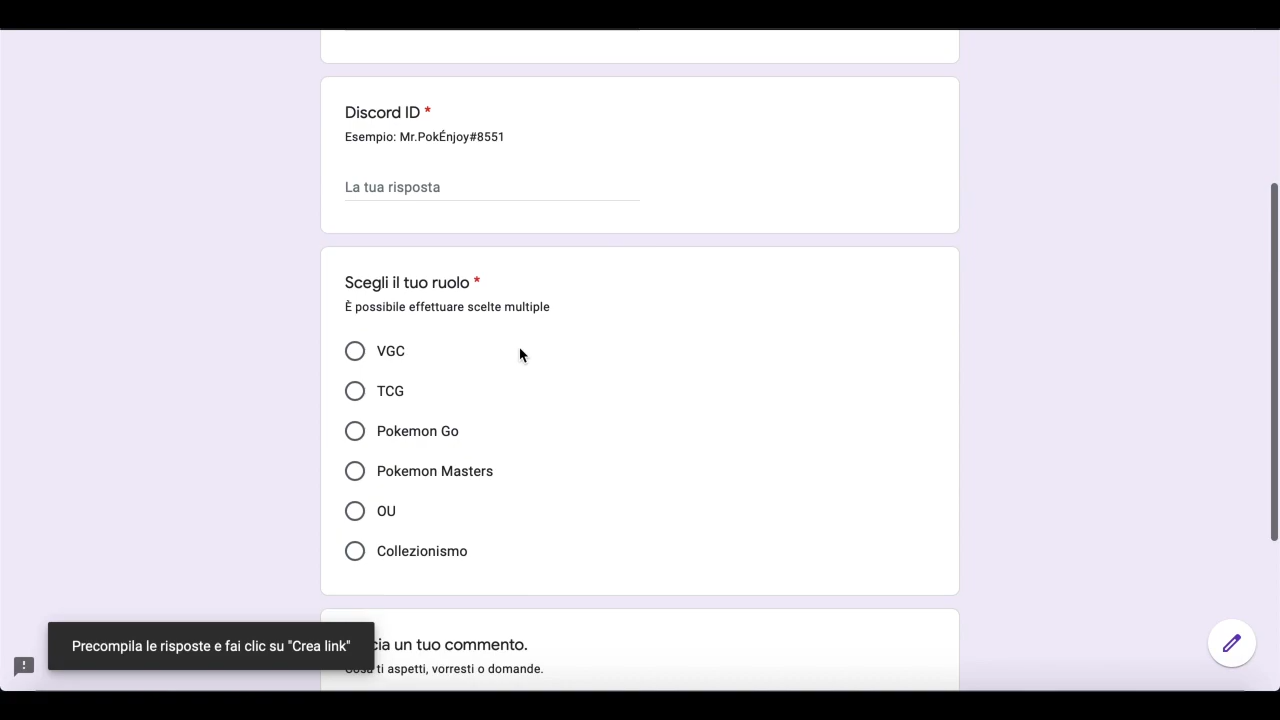 Discord ID *
Esempio: Mr.PokÉnjoy#8551
La tua risposta
Scegli il tuo ruolo *
È possibile effettuare scelte multiple
VGC
TCG
Pokemon Go
Pokemon Masters
OU
Collezionismo
Precompila le risposte e fai clic su "Crea link"
un tuo commento.
ti aspetti, vorresti o domande.